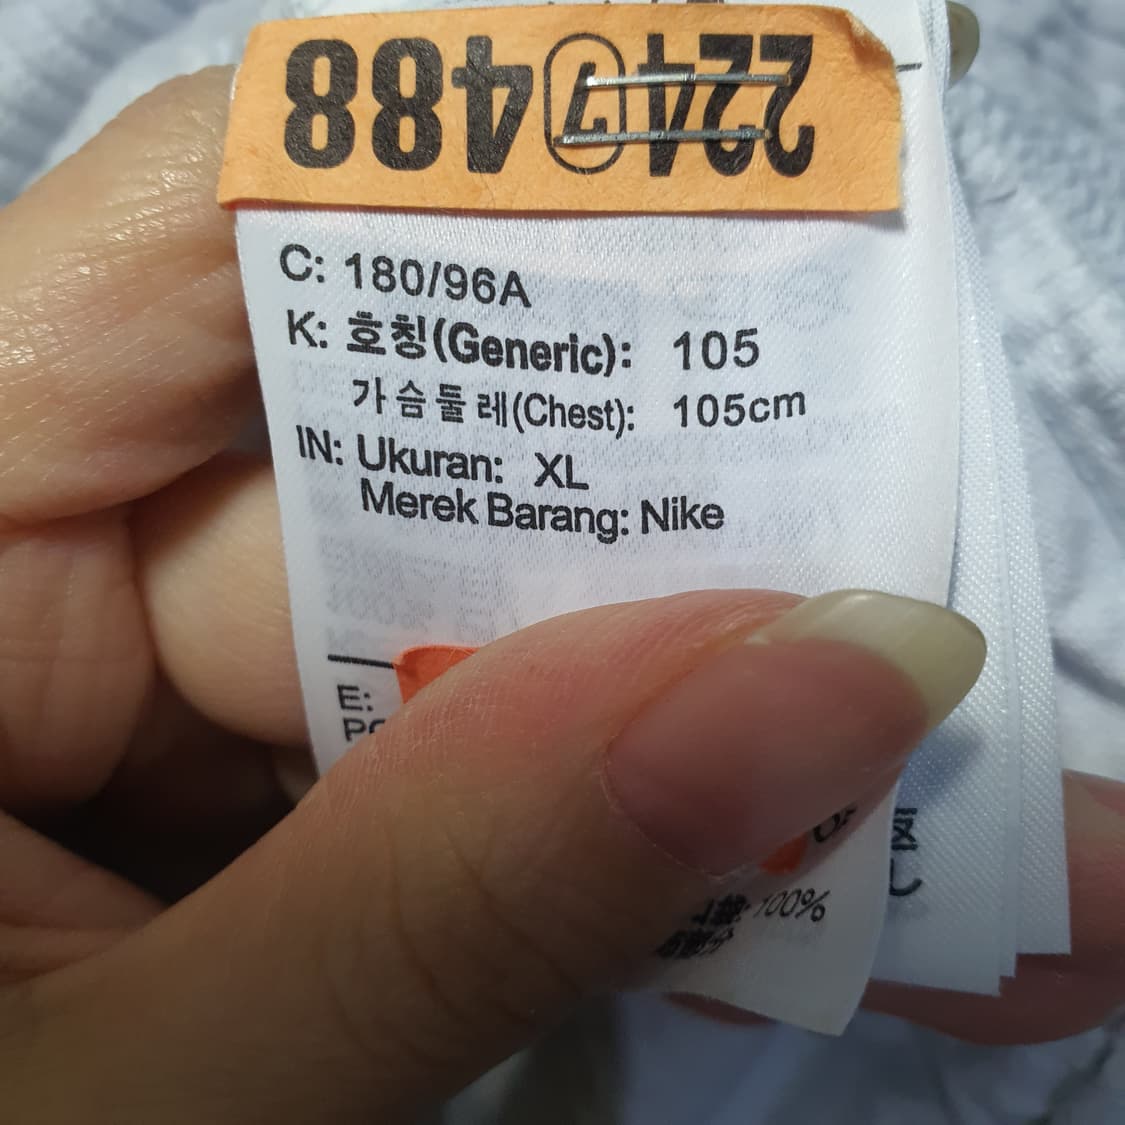 224 7 488
C: 180/96A
K: 호칭(Generic): 105
가슴둘레(Chest): 105cm
IN: Ukuran: XL
Merek Barang: Nike
E:
100%